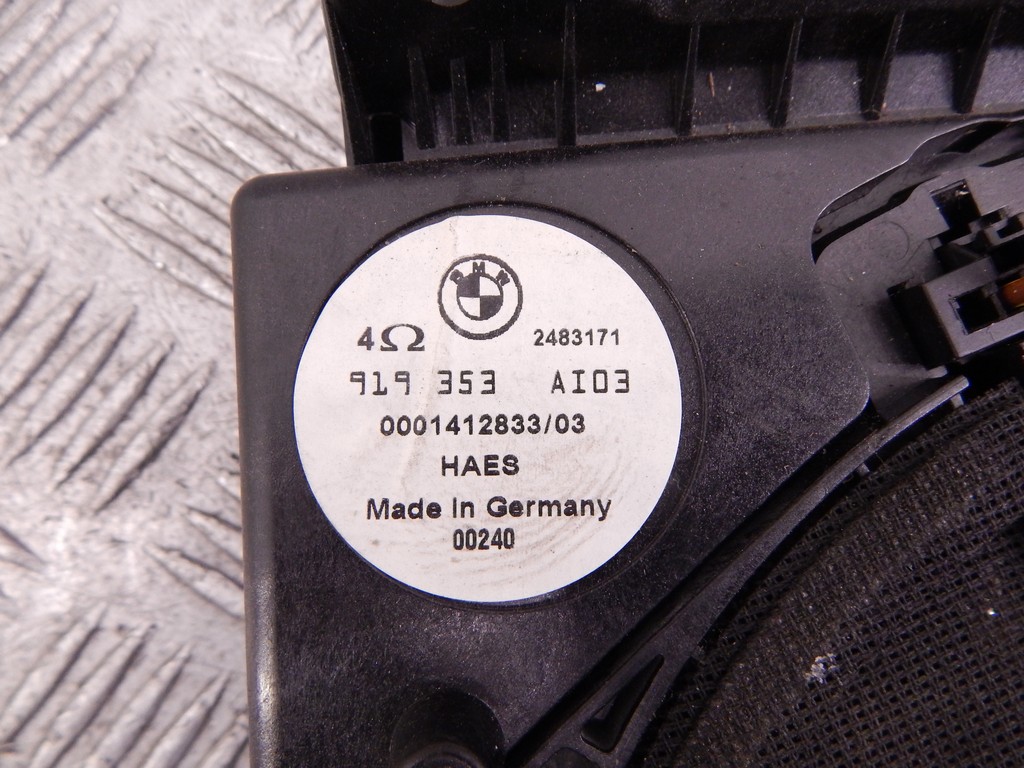 BMW
4Ω 2483171
919 353 AI03
0001412833/03
HAES
Made In Germany
00240